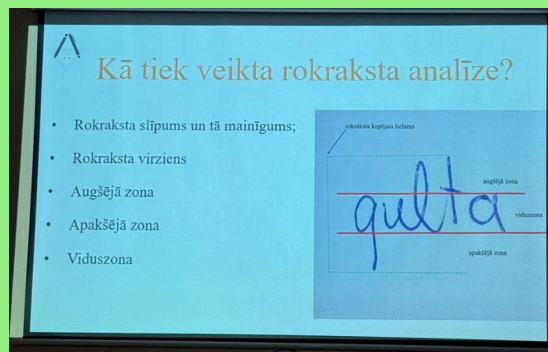 Kā tiek veikta rokraksta analīze?
• Rokraksta slīpums un tā mainīgums;
• Rokraksta virziens
• Augšējā zona
• Apakšējā zona
• Viduszona
rokraksta kopējais lielums
augšējā zona
gulta
viduszona
apakšējā zona